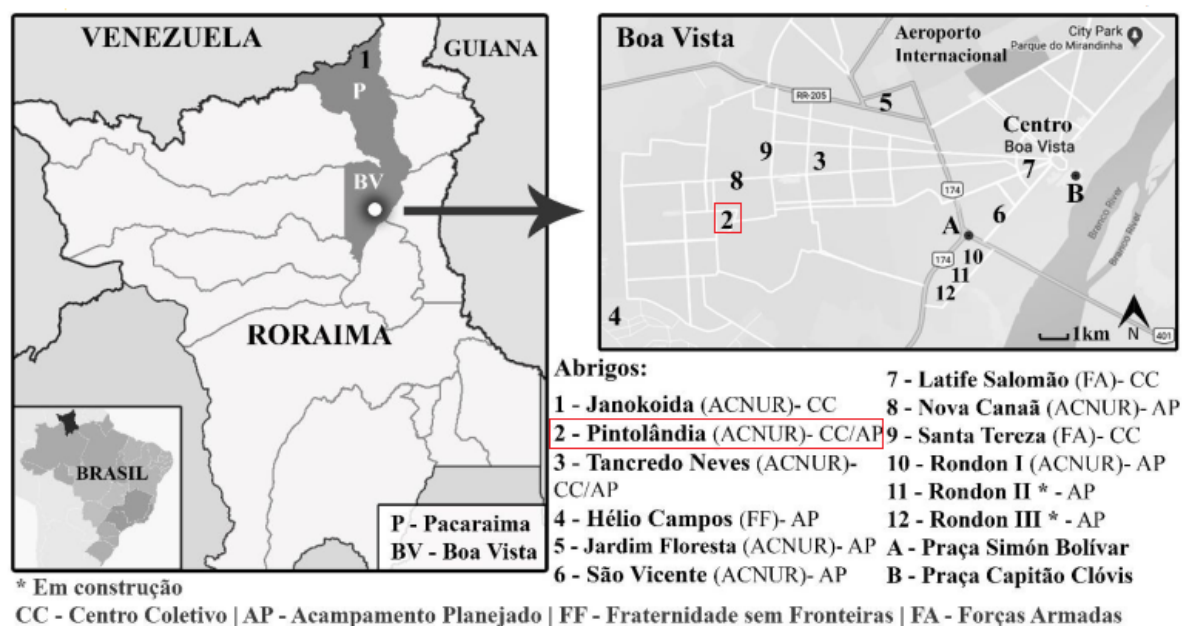 VENEZUELA
GUIANA
1
P
BV
RORAIMA
BRASIL
P - Pacaraima
BV - Boa Vista
Boa Vista
Aeroporto
Internacional
City Park
Parque do Mirandinha
RR-205
5
Centro
Boa Vista
9
3
7
8
174
B
2
6
A
Branco River
Branco River
174
10
11
12
4
1km
N
401
Abrigos:
1 - Janokoida (ACNUR)- CC
2 - Pintolândia (ACNUR)- CC/AP
3 - Tancredo Neves (ACNUR)-
CC/AP
4 - Hélio Campos (FF)- AP
5 - Jardim Floresta (ACNUR)- AP
6 - São Vicente (ACNUR)- AP
7 - Latife Salomão (FA)- CC
8 - Nova Canaã (ACNUR)- AP
9 - Santa Tereza (FA)- CC
10 - Rondon I (ACNUR)- AP
11 - Rondon II * - AP
12 - Rondon III * - AP
A - Praça Simón Bolívar
B - Praça Capitão Clóvis
* Em construção
CC - Centro Coletivo | AP - Acampamento Planejado | FF - Fraternidade sem Fronteiras | FA - Forças Armadas